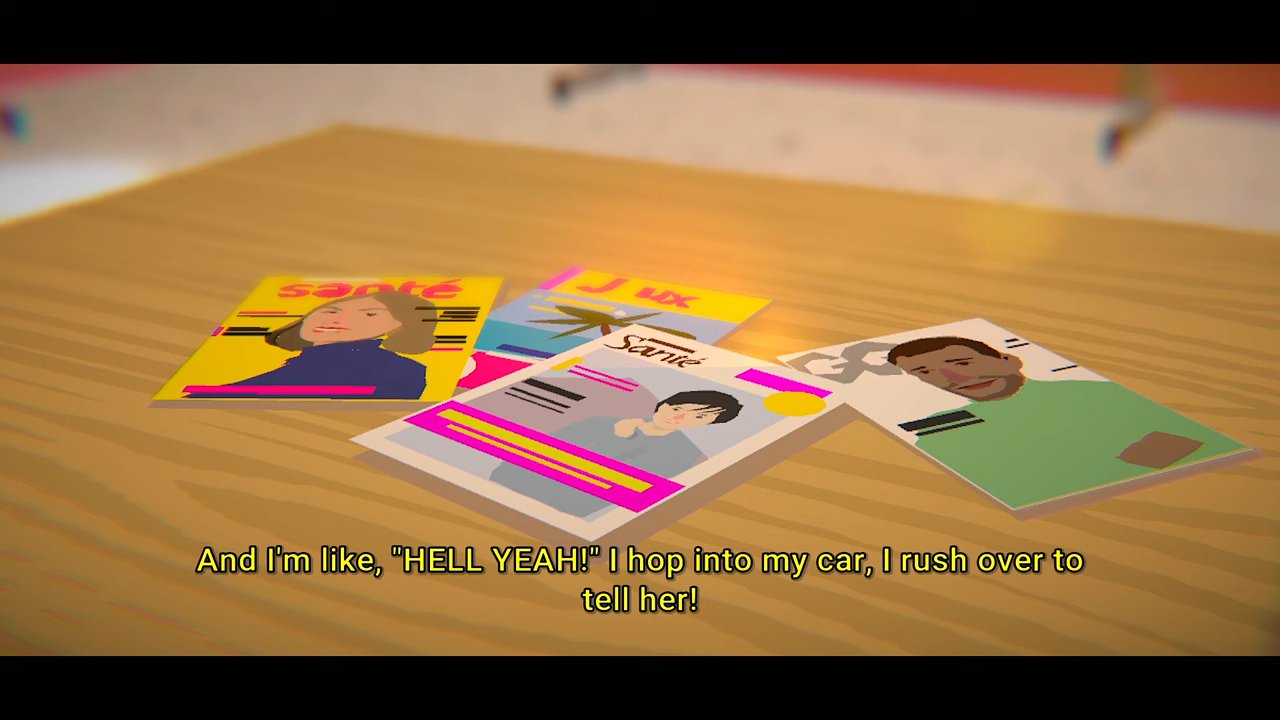 santé
J ux
Santé
And I'm like, "HELL YEAH!" I hop into my car, I rush over to
tell her!